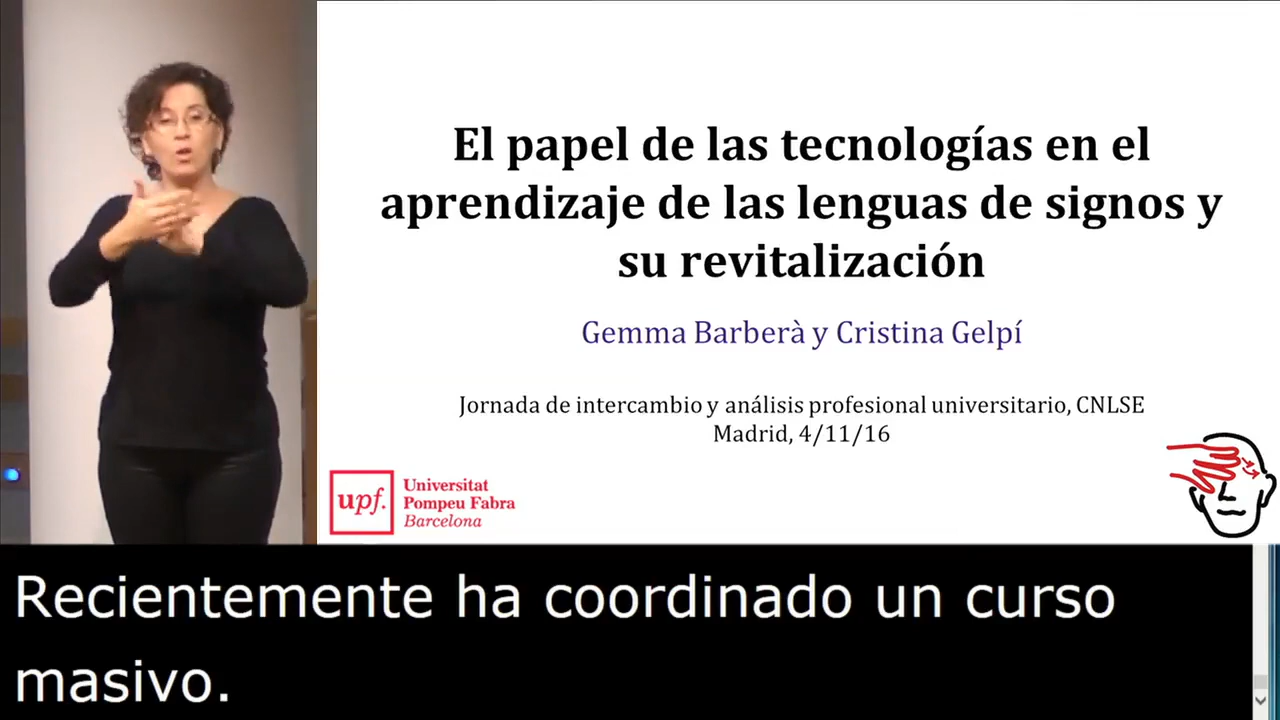 El papel de las tecnologías en el
aprendizaje de las lenguas de signos y
su revitalización
Gemma Barberà y Cristina Gelpí
Jornada de intercambio y análisis profesional universitario, CNLSE
Madrid, 4/11/16
upf.
Universitat
Pompeu Fabra
Barcelona
Recientemente ha coordinado un curso
masivo.